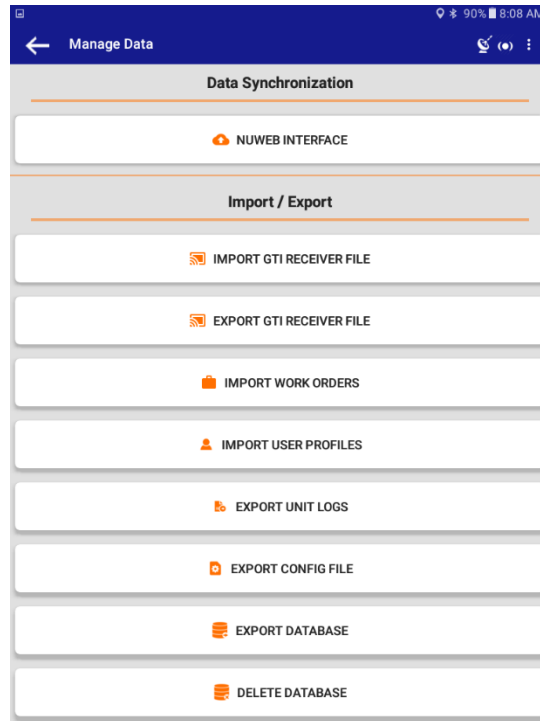 90% 8:08 AM
Manage Data
Data Synchronization
NUWEB INTERFACE
Import / Export
IMPORT GTI RECEIVER FILE
EXPORT GTI RECEIVER FILE
IMPORT WORK ORDERS
IMPORT USER PROFILES
EXPORT UNIT LOGS
EXPORT CONFIG FILE
EXPORT DATABASE
DELETE DATABASE